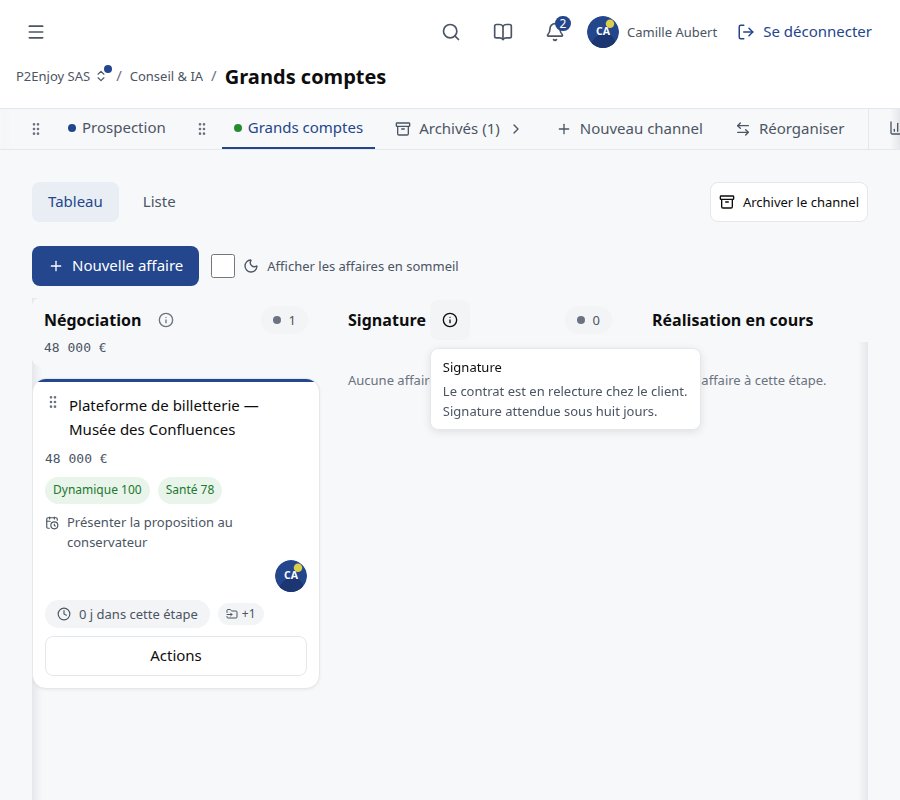 2
CA
Camille Aubert
Se déconnecter
P2Enjoy SAS / Conseil & IA / Grands comptes
Prospection
Grands comptes
Archivés (1)
Nouveau channel
Réorganiser
Tableau
Liste
Archiver le channel
Nouvelle affaire
Afficher les affaires en sommeil
Négociation
1
Signature
0
Réalisation en cours
48 000 €
Signature
Le contrat est en relecture chez le client.
Signature attendue sous huit jours.
Aucune affair
affaire à cette étape.
Plateforme de billetterie —
Musée des Confluences
48 000 €
Dynamique 100
Santé 78
Présenter la proposition au
conservateur
CA
0 j dans cette étape
+1
Actions